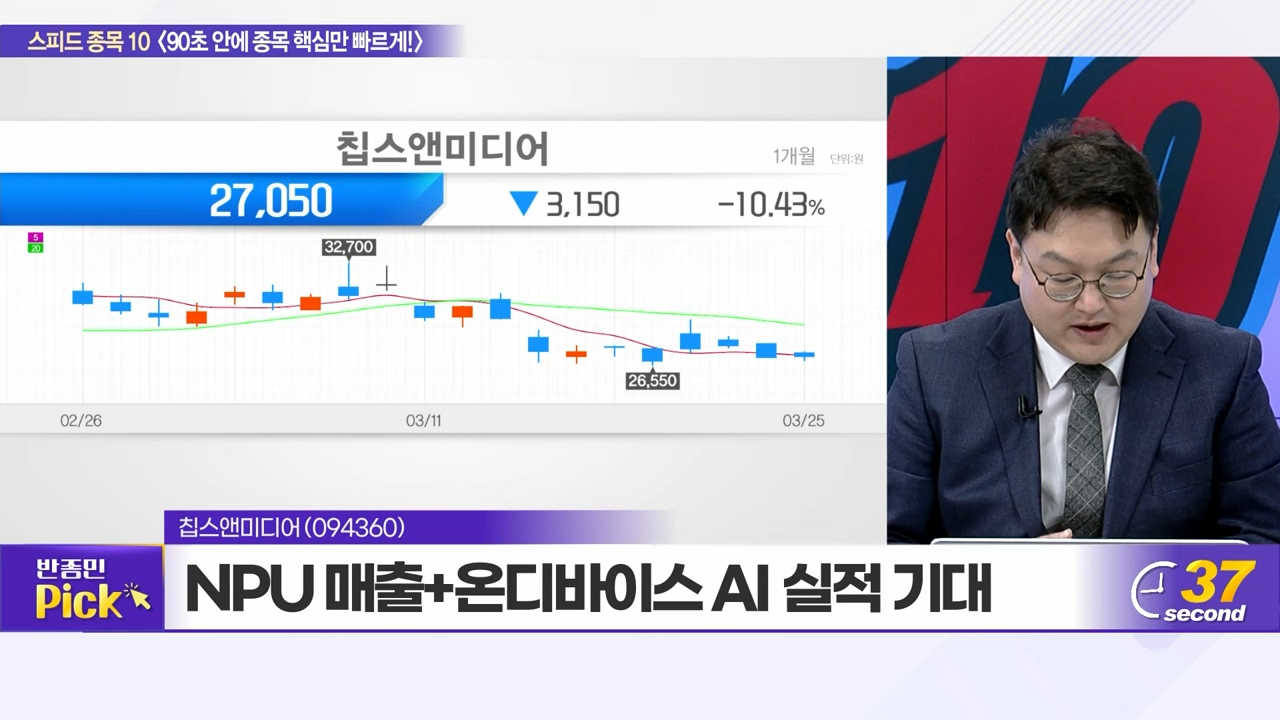 스피드 종목 10 <90초 안에 종목 핵심만 빠르게!>
10
칩스앤미디어
1개월 단위:원
27,050 ▼ 3,150 -10.43%
5
20
32,700
26,550
02/26 03/11 03/25
칩스앤미디어(094360)
반종민
Pick
NPU 매출+온디바이스 AI 실적 기대
37
second